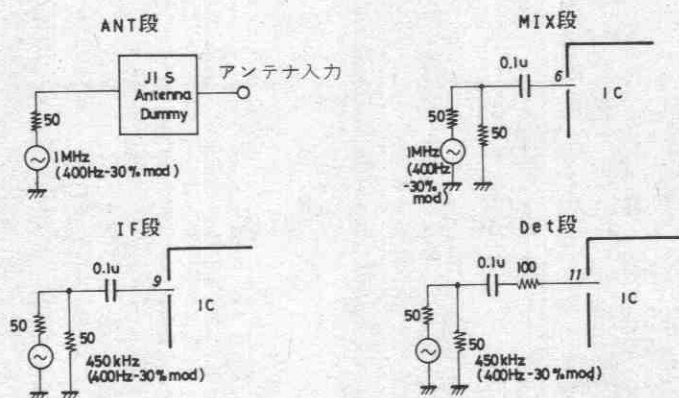 ANT段
JIS
Antenna
Dummy
アンテナ入力
50
1MHz
(400Hz-30% mod)
MIX段
0.1u
6
IC
50
50
1MHz
(400Hz
-30%
mod)
IF段
0.1u
9
IC
50
50
450kHz
(400Hz-30% mod)
Det段
0.1u
100
11
IC
50
50
450kHz
(400Hz-30% mod)